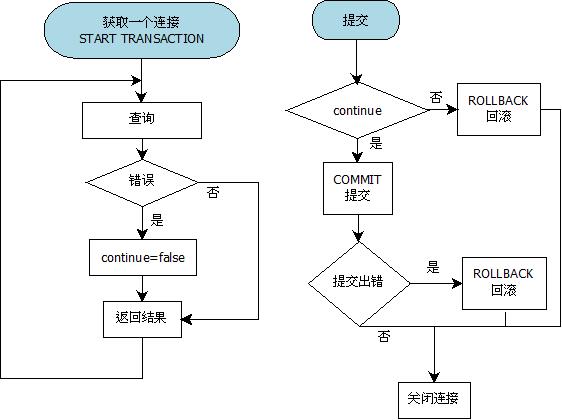 获取一个连接
START TRANSACTION
查询
错误
否
是
continue=false
返回结果
提交
continue
否
ROLLBACK
回滚
是
COMMIT
提交
提交出错
是
ROLLBACK
回滚
否
关闭连接